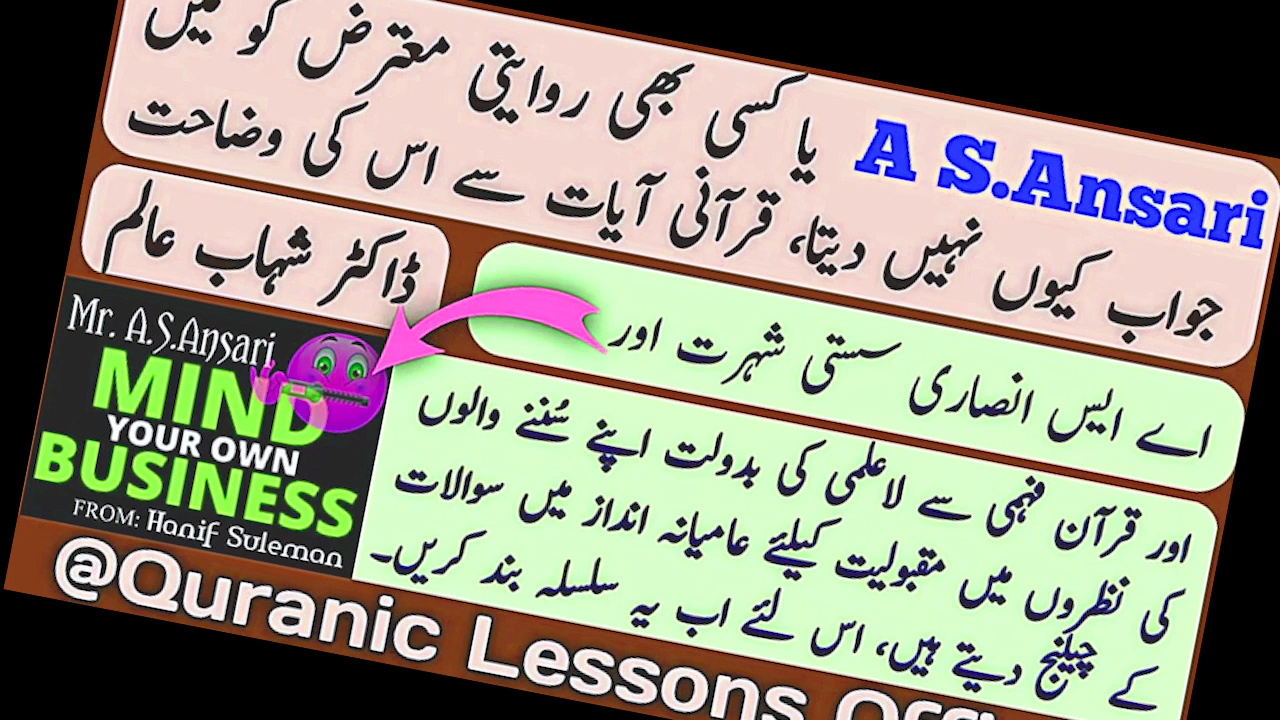 A S.Ansari یا کسی بھی روایتی معترض کو میں
جواب کیوں نہیں دیتا، قرآنی آیات سے اس کی وضاحت
ڈاکٹر شہاب عالم
اے ایس انصاری سستی شہرت اور
اور قرآن فہمی سے لاعلمی کی بدولت اپنے سُننے والوں
کی نظروں میں مقبولیت کیلئے عامیانہ انداز میں سوالات
کے چیلنج دیتے ہیں، اس لئے اب یہ سلسلہ بند کریں۔
Mr. A.S.Ansari
MIND
YOUR OWN
BUSINESS
FROM: Hanif Suleman
@Quranic Lessons